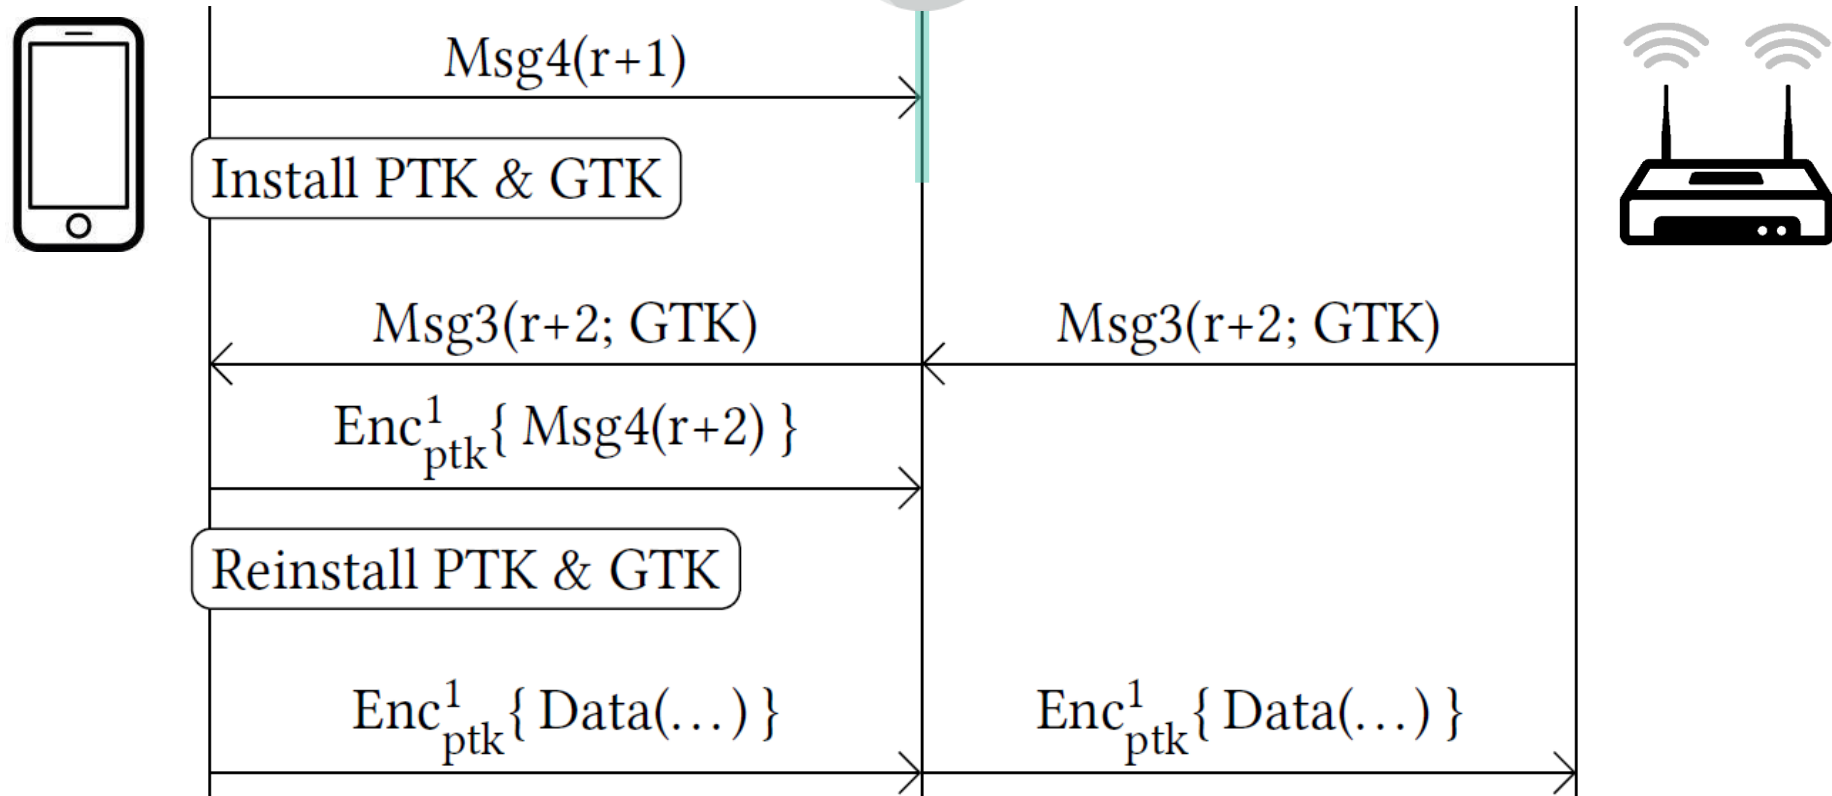 Msg4(r+1)
Install PTK & GTK
Msg3(r+2; GTK) Msg3(r+2; GTK)
Enc¹ₚₜₖ{ Msg4(r+2) }
Reinstall PTK & GTK
Enc¹ₚₜₖ{ Data(…) } Enc¹ₚₜₖ{ Data(…) }